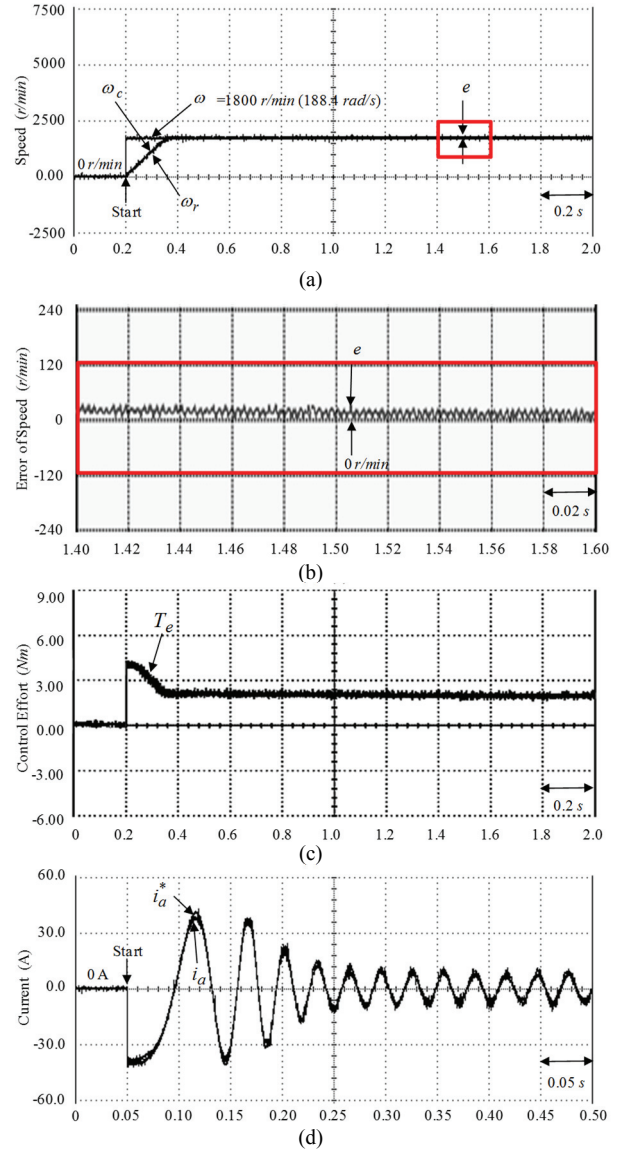 7500
5000
2500
0.00
-2500
Speed (r/min)
ω_c
ω =1800 r/min (188.4 rad/s)
e
0 r/min
Start
ω_r
0.2 s
0 0.2 0.4 0.6 0.8 1.0 1.2 1.4 1.6 1.8 2.0
(a)
240
120
0
-120
-240
Error of Speed (r/min)
e
0 r/min
0.02 s
1.40 1.42 1.44 1.46 1.48 1.50 1.52 1.54 1.56 1.58 1.60
(b)
9.00
6.00
3.00
0.00
-3.00
-6.00
Control Effort (Nm)
T_e
0.2 s
0 0.2 0.4 0.6 0.8 1.0 1.2 1.4 1.6 1.8 2.0
(c)
60.0
30.0
0.0
-30.0
-60.0
Current (A)
i_a^*
Start
0 A
i_a
0.05 s
0 0.05 0.10 0.15 0.20 0.25 0.30 0.35 0.40 0.45 0.50
(d)